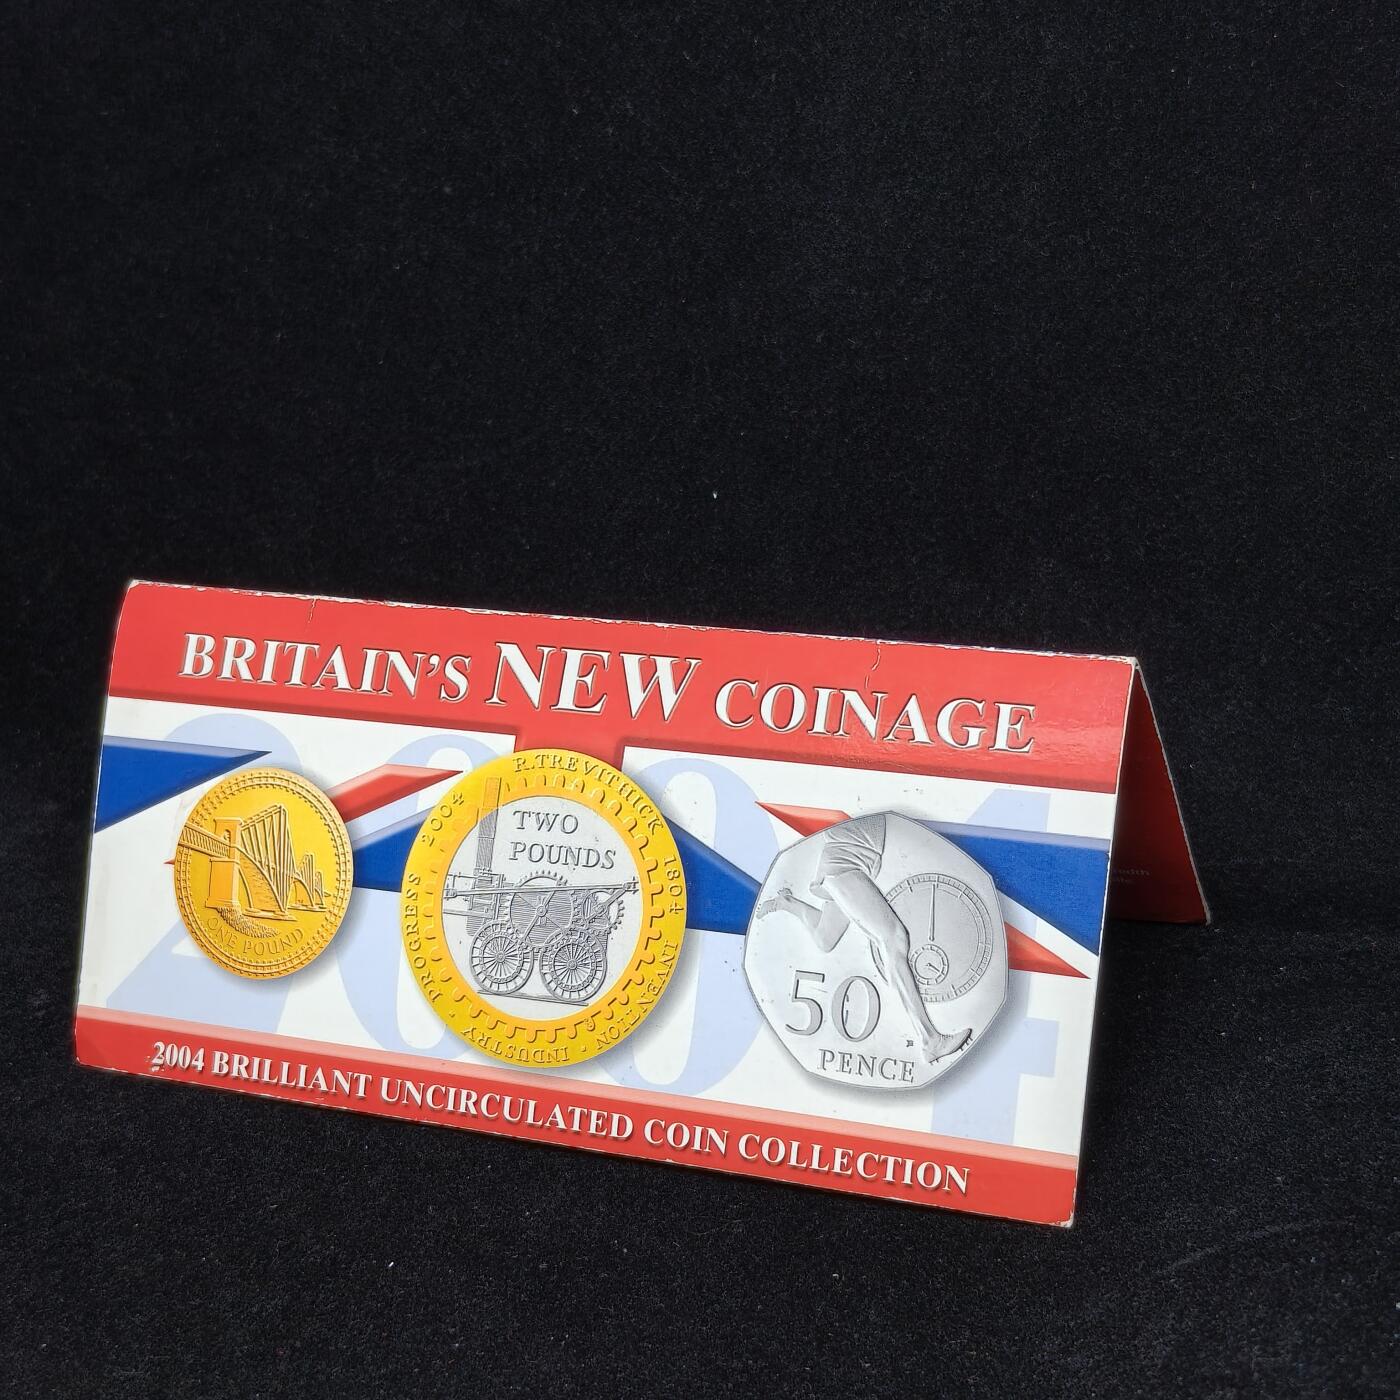 BRITAIN'S NEW COINAGE
ONE POUND
2004 R.TREVITHICK 1804 INVENTION · INDUSTRY · PROGRESS
TWO
POUNDS
50
PENCE
2004
2004 BRILLIANT UNCIRCULATED COIN COLLECTION